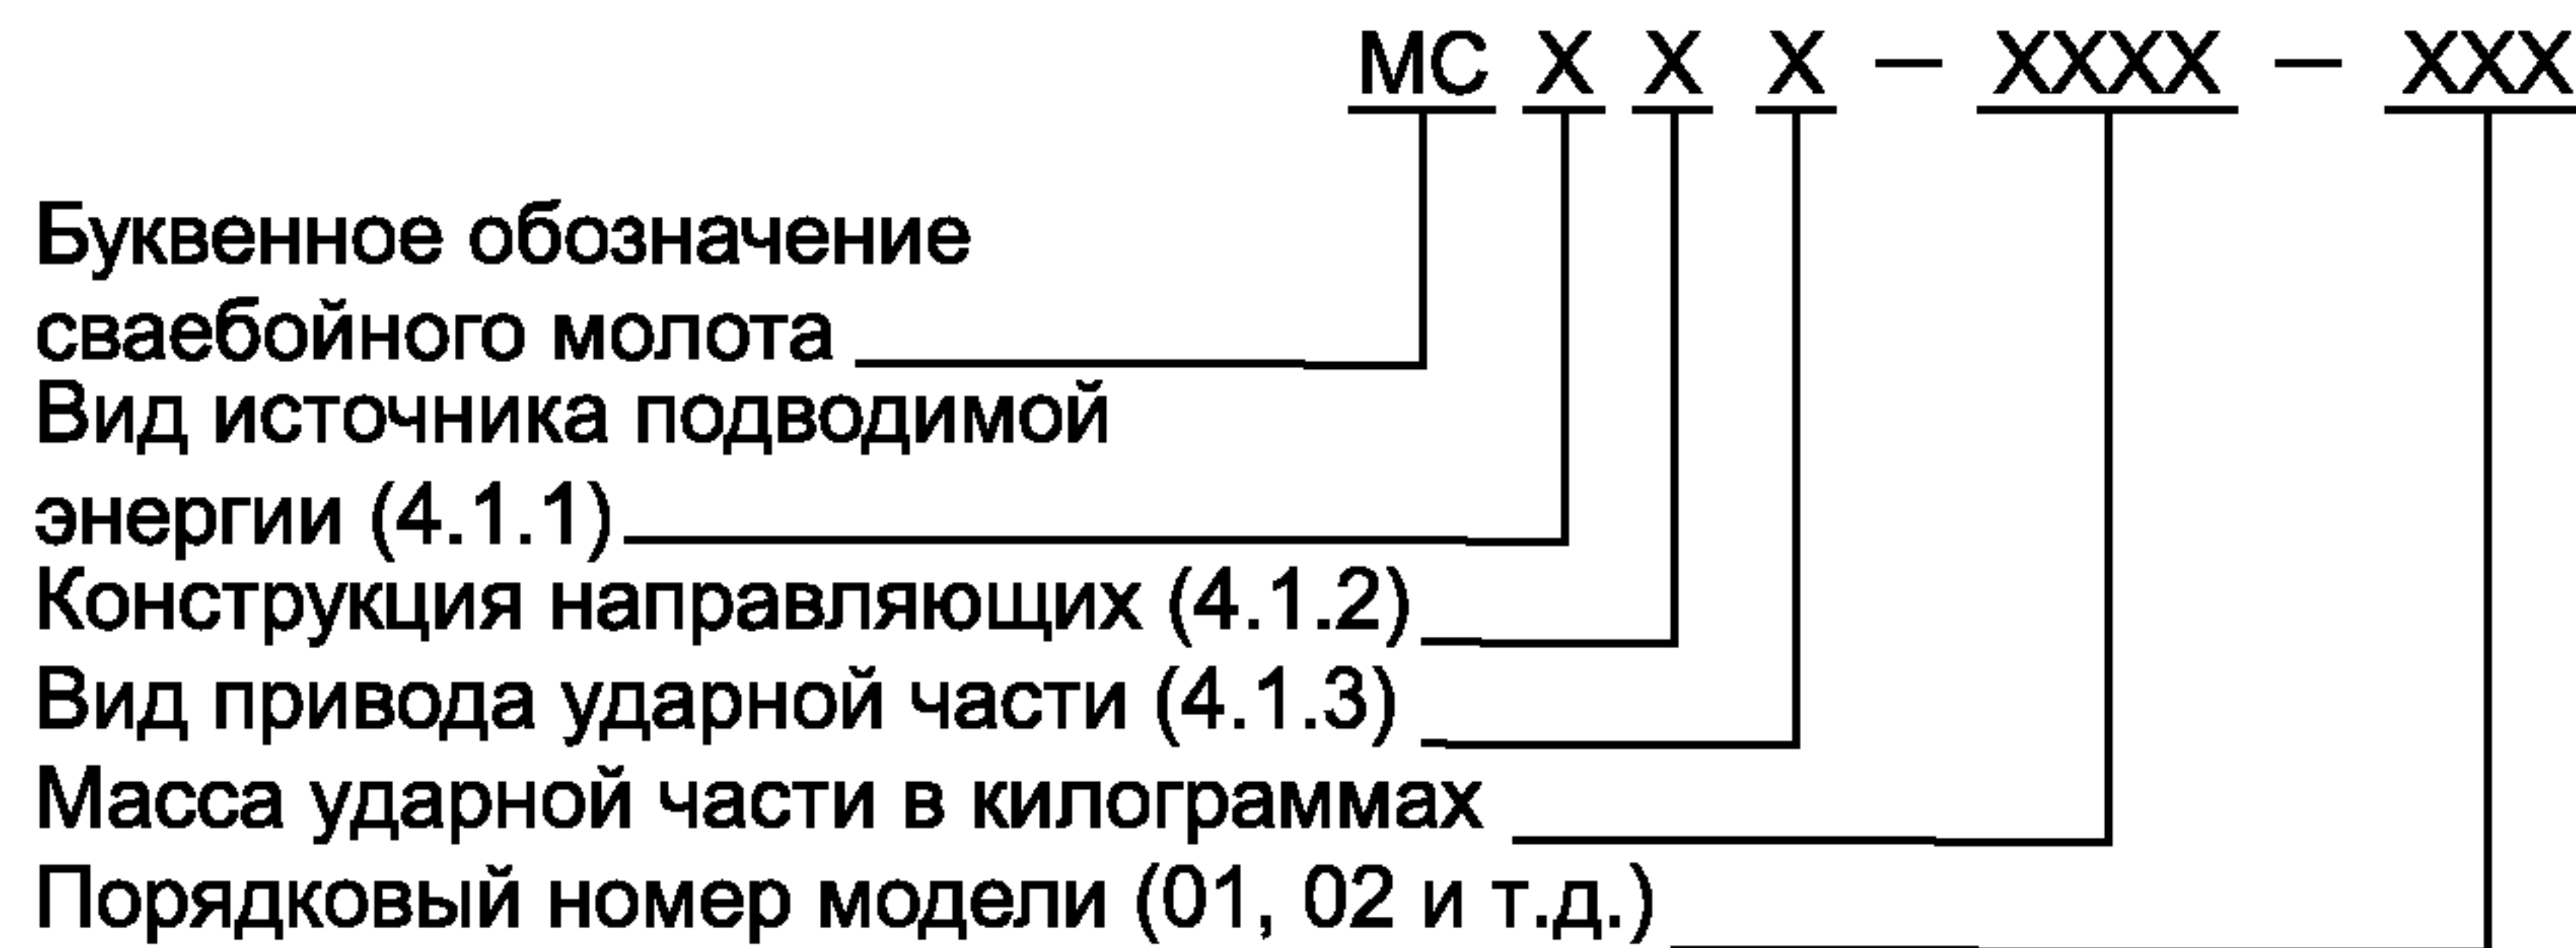 МС Х Х Х — ХХХХ — ХХХ
Буквенное обозначение
сваебойного молота
Вид источника подводимой
энергии (4.1.1)
Конструкция направляющих (4.1.2)
Вид привода ударной части (4.1.3)
Масса ударной части в килограммах
Порядковый номер модели (01, 02 и т.д.)